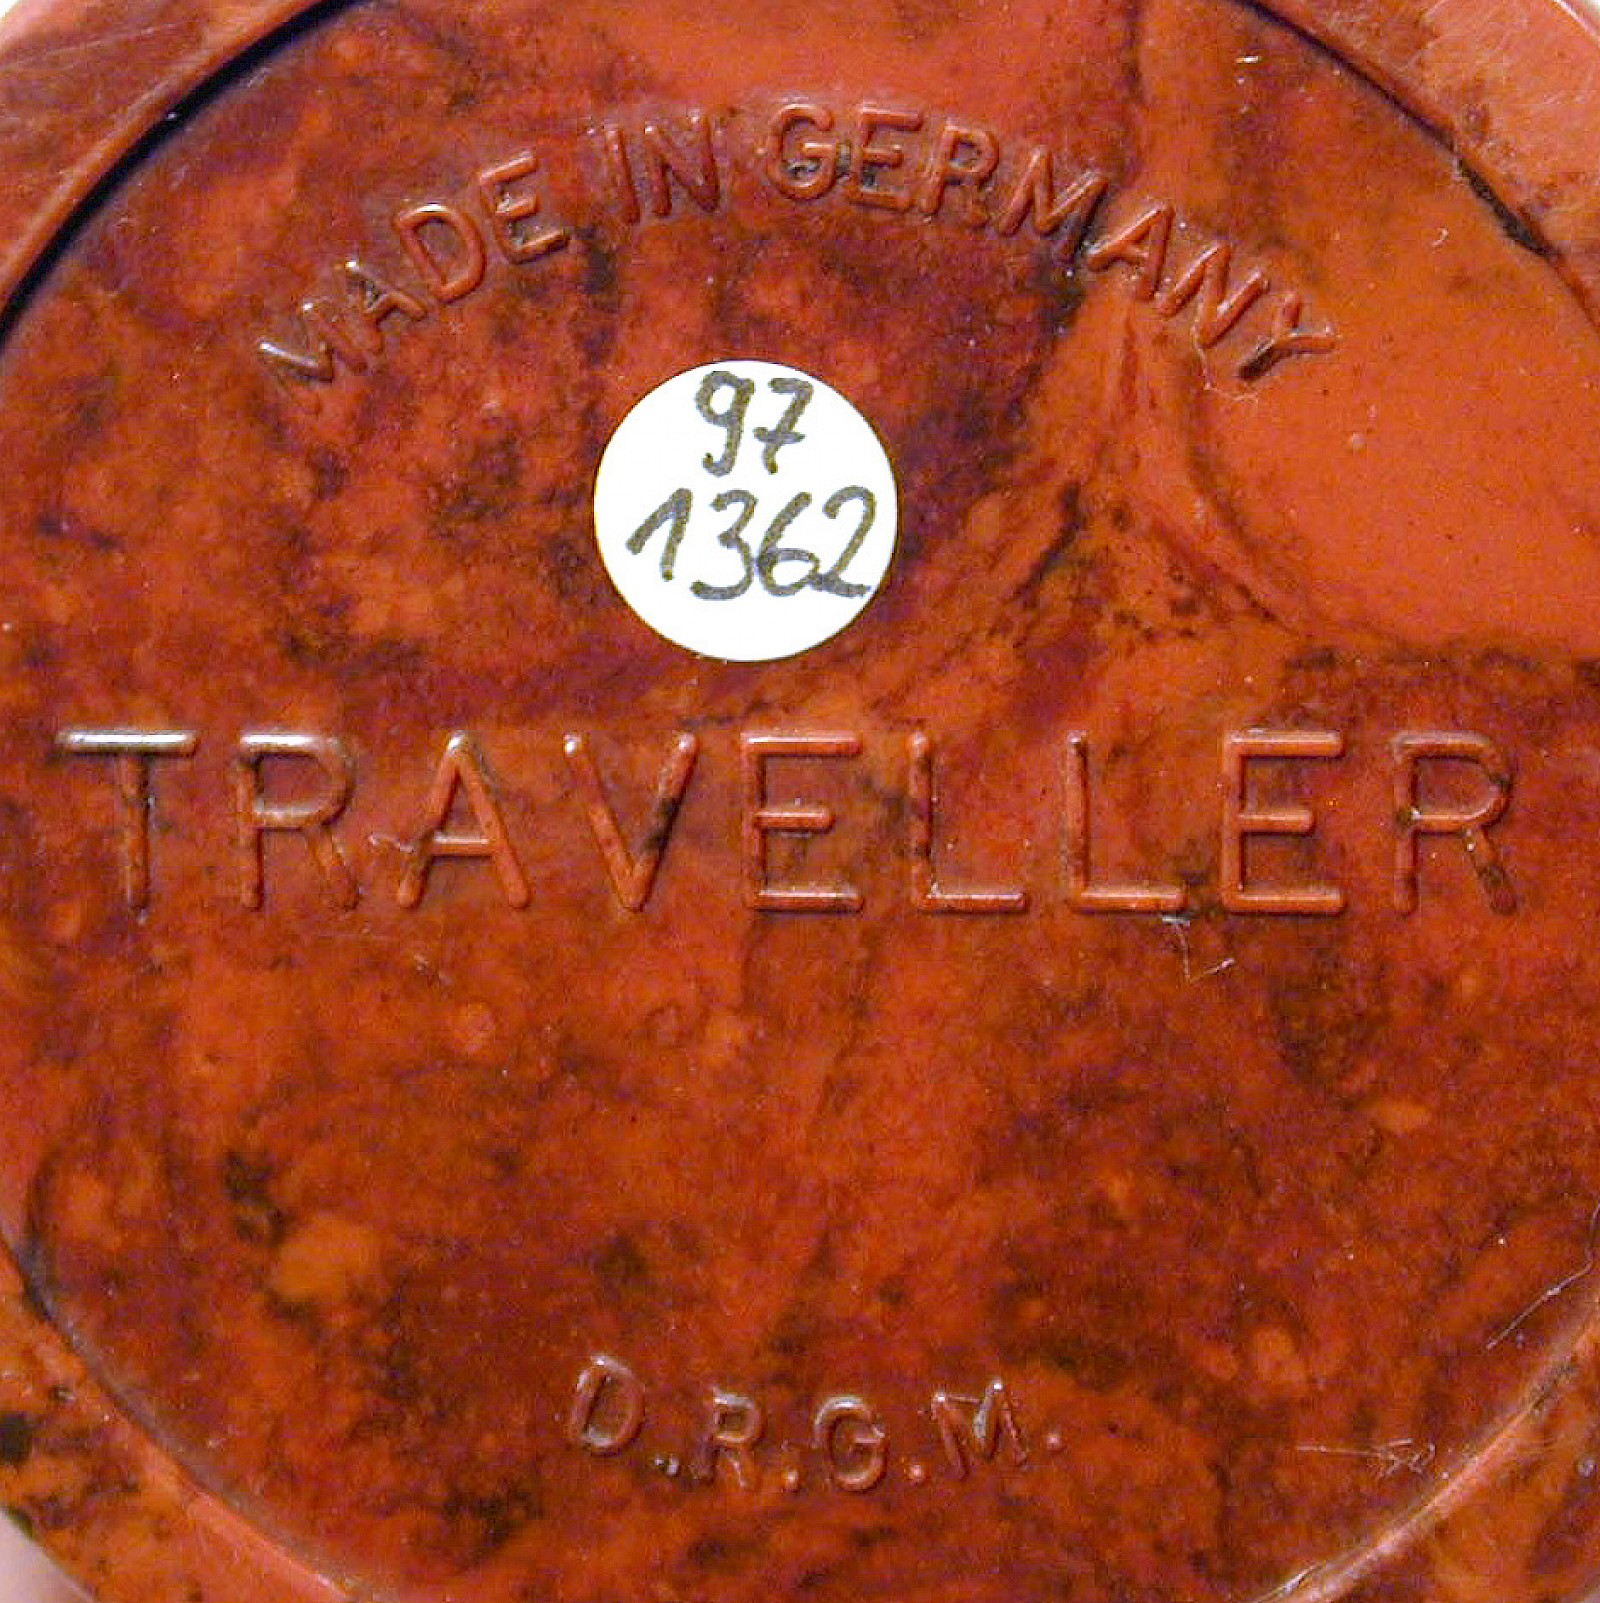 MADE IN GERMANY
97
1362
TRAVELLER
D.R.G.M.